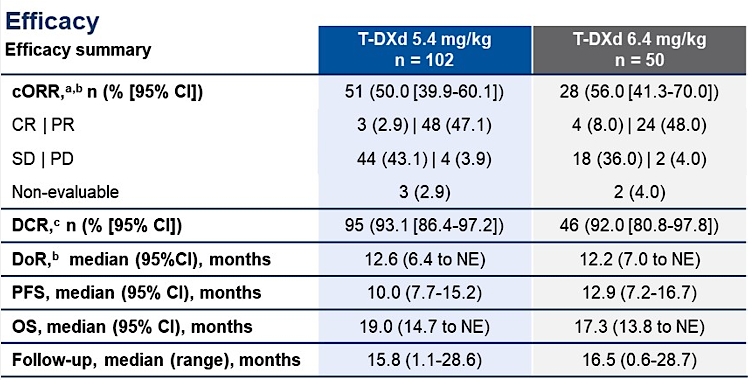 Efficacy
Efficacy summary T-DXd 5.4 mg/kg n = 102 T-DXd 6.4 mg/kg n = 50
cORR,ᵃ,ᵇ n (% [95% CI]) 51 (50.0 [39.9-60.1]) 28 (56.0 [41.3-70.0])
CR | PR 3 (2.9) | 48 (47.1) 4 (8.0) | 24 (48.0)
SD | PD 44 (43.1) | 4 (3.9) 18 (36.0) | 2 (4.0)
Non-evaluable 3 (2.9) 2 (4.0)
DCR,ᶜ n (% [95% CI]) 95 (93.1 [86.4-97.2]) 46 (92.0 [80.8-97.8])
DoR,ᵇ median (95%CI), months 12.6 (6.4 to NE) 12.2 (7.0 to NE)
PFS, median (95% CI), months 10.0 (7.7-15.2) 12.9 (7.2-16.7)
OS, median (95% CI), months 19.0 (14.7 to NE) 17.3 (13.8 to NE)
Follow-up, median (range), months 15.8 (1.1-28.6) 16.5 (0.6-28.7)